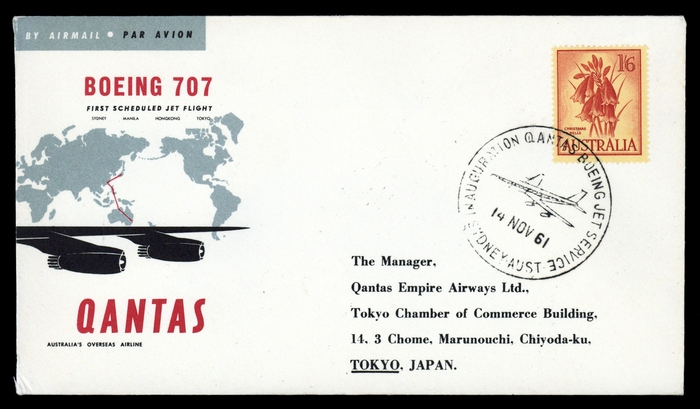 BY AIRMAIL • PAR AVION
BOEING 707
FIRST SCHEDULED JET FLIGHT
SYDNEY MANILA HONGKONG TOKYO
QANTAS
AUSTRALIA'S OVERSEAS AIRLINE
1/6
CHRISTMAS
BELLS
AUSTRALIA
INAUGURATION QANTAS BOEING JET SERVICE
14 NOV 61
SYDNEY·AUST·
The Manager,
Qantas Empire Airways Ltd.,
Tokyo Chamber of Commerce Building,
14, 3 Chome, Marunouchi, Chiyoda-ku,
TOKYO, JAPAN.